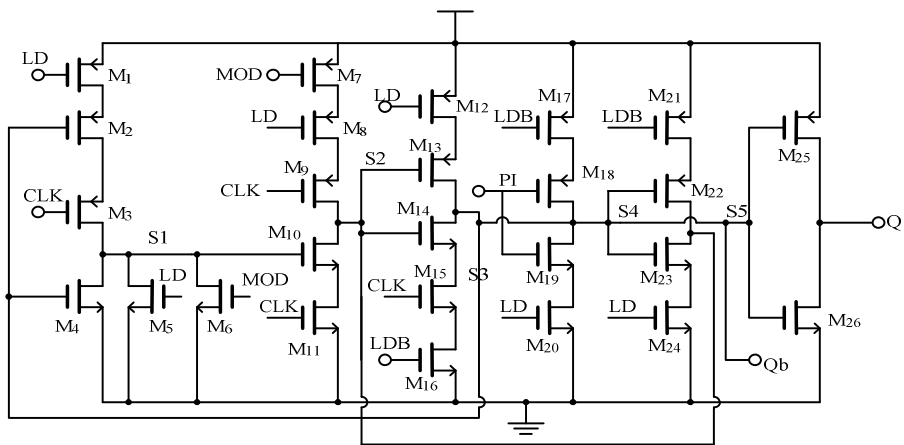 LD
M1
M2
CLK
M3
S1
M4
LD
M5
MOD
M6
MOD
M7
LD
M8
M9
CLK
M10
CLK
M11
S2
LD
M12
M13
M14
S3
M15
CLK
LDB
M16
M17
LDB
PI
M18
M19
LD
M20
S4
M21
LDB
M22
M23
LD
M24
S5
M25
M26
Q
Qb